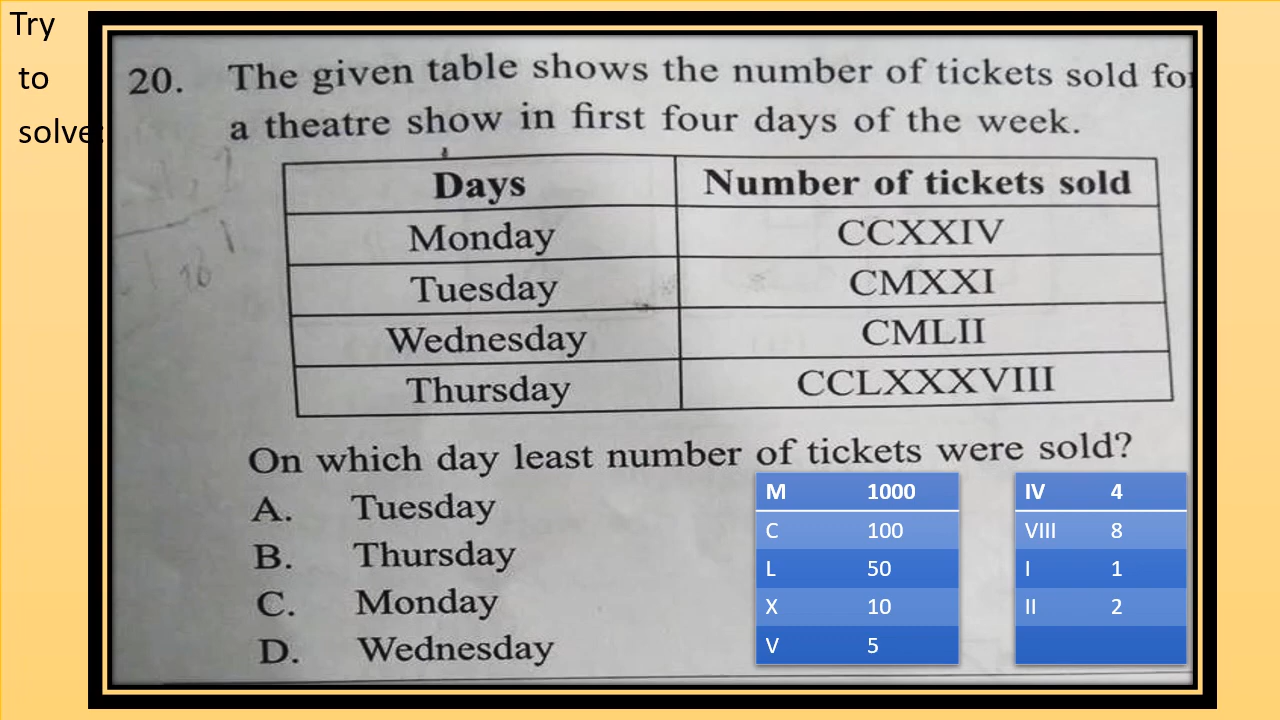 Try
to
solve:
20. The given table shows the number of tickets sold for
a theatre show in first four days of the week.
Days Number of tickets sold
Monday CCXXIV
Tuesday CMXXI
Wednesday CMLII
Thursday CCLXXXVIII
On which day least number of tickets were sold?
A. Tuesday
B. Thursday
C. Monday
D. Wednesday
M 1000
C 100
L 50
X 10
V 5
IV 4
VIII 8
I 1
II 2